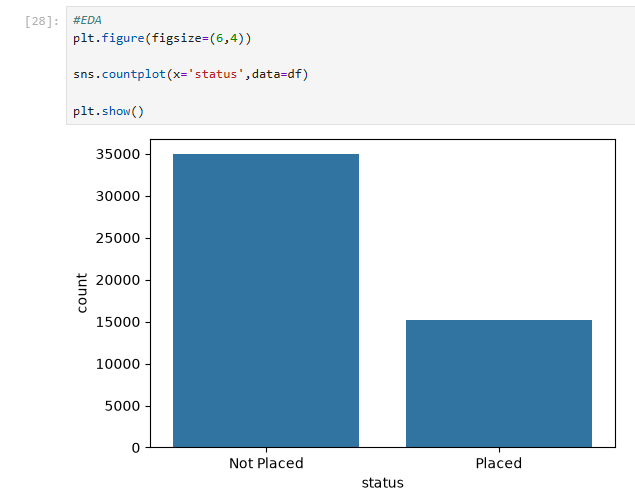 [28]: #EDA
plt.figure(figsize=(6,4))
sns.countplot(x='status',data=df)
plt.show()
35000
30000
25000
20000
15000
10000
5000
0
count
Not Placed Placed
status